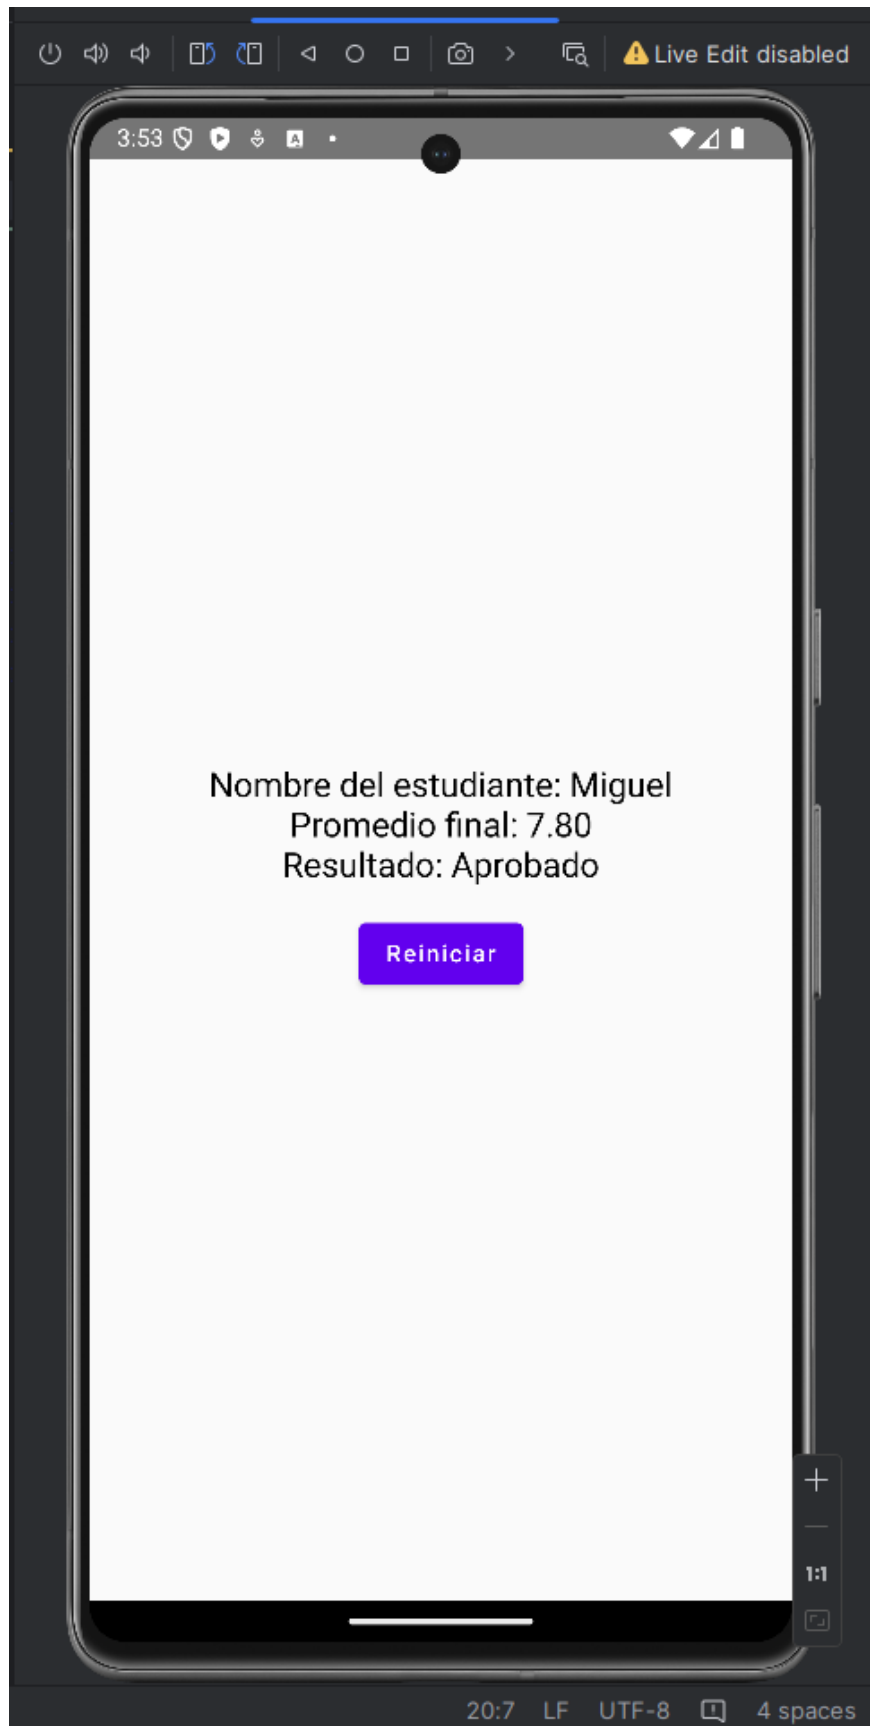 Live Edit disabled
3:53
Nombre del estudiante: Miguel
Promedio final: 7.80
Resultado: Aprobado
Reiniciar
1:1
20:7 LF UTF-8 4 spaces